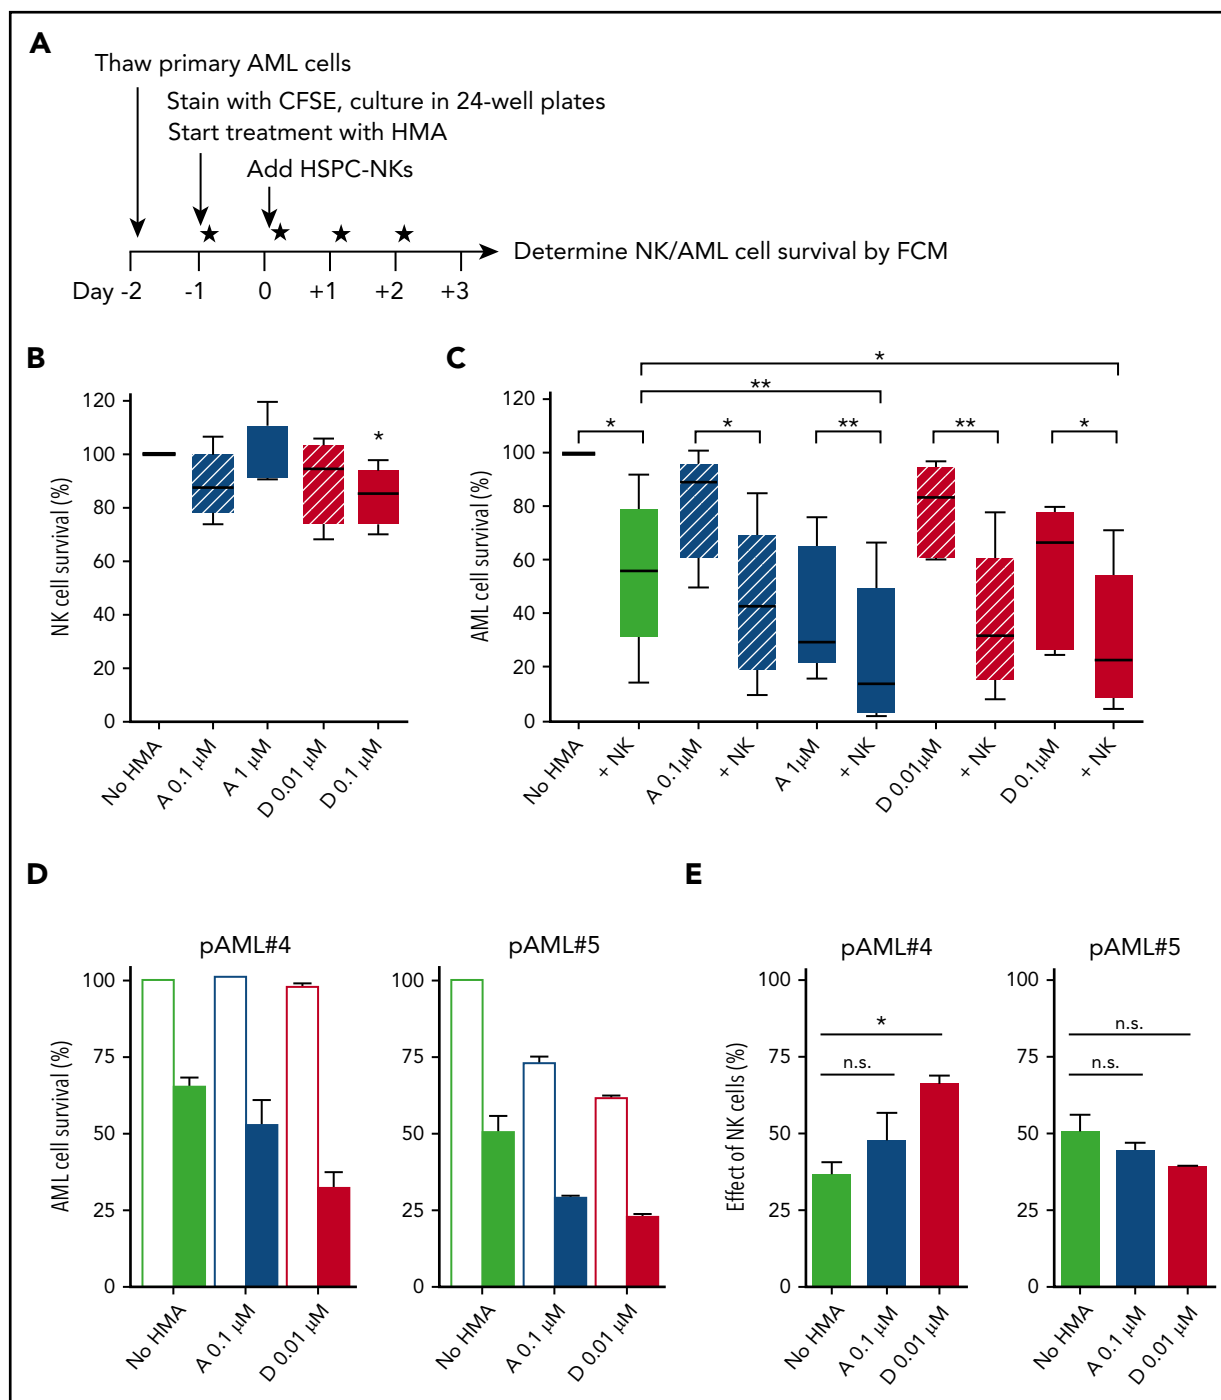 A
Thaw primary AML cells
Stain with CFSE, culture in 24-well plates
Start treatment with HMA
Add HSPC-NKs
Determine NK/AML cell survival by FCM
Day -2 -1 0 +1 +2 +3
B
NK cell survival (%)
120
100
80
60
40
20
0
*
No HMA
A 0.1 µM
A 1 µM
D 0.01 µM
D 0.1 µM
C
AML cell survival (%)
120
100
80
60
40
20
0
*
**
* * ** ** *
No HMA
+ NK
A 0.1µM
+ NK
A 1µM
+ NK
D 0.01µM
+ NK
D 0.1µM
+ NK
D
AML cell survival (%)
pAML#4
100
75
50
25
0
No HMA
A 0.1 µM
D 0.01 µM
pAML#5
100
75
50
25
0
No HMA
A 0.1 µM
D 0.01 µM
E
Effect of NK cells (%)
pAML#4
100
75
50
25
0
*
n.s.
No HMA
A 0.1 µM
D 0.01 µM
pAML#5
100
75
50
25
0
n.s.
n.s.
No HMA
A 0.1 µM
D 0.01 µM